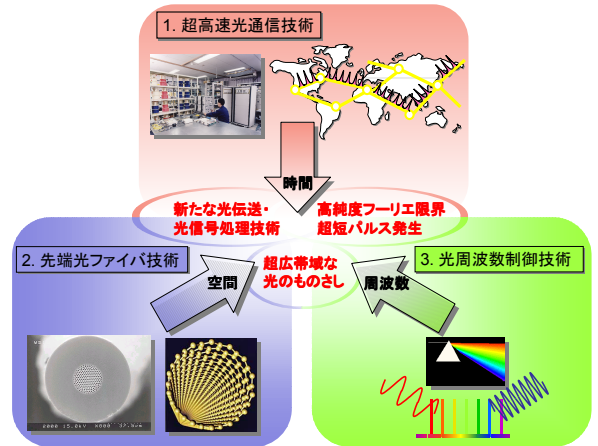 1. 超高速光通信技術
時間
新たな光伝送・
光信号処理技術
高純度フーリエ限界
超短パルス発生
2. 先端光ファイバ技術
超広帯域な
光のものさし
3. 光周波数制御技術
空間
周波数